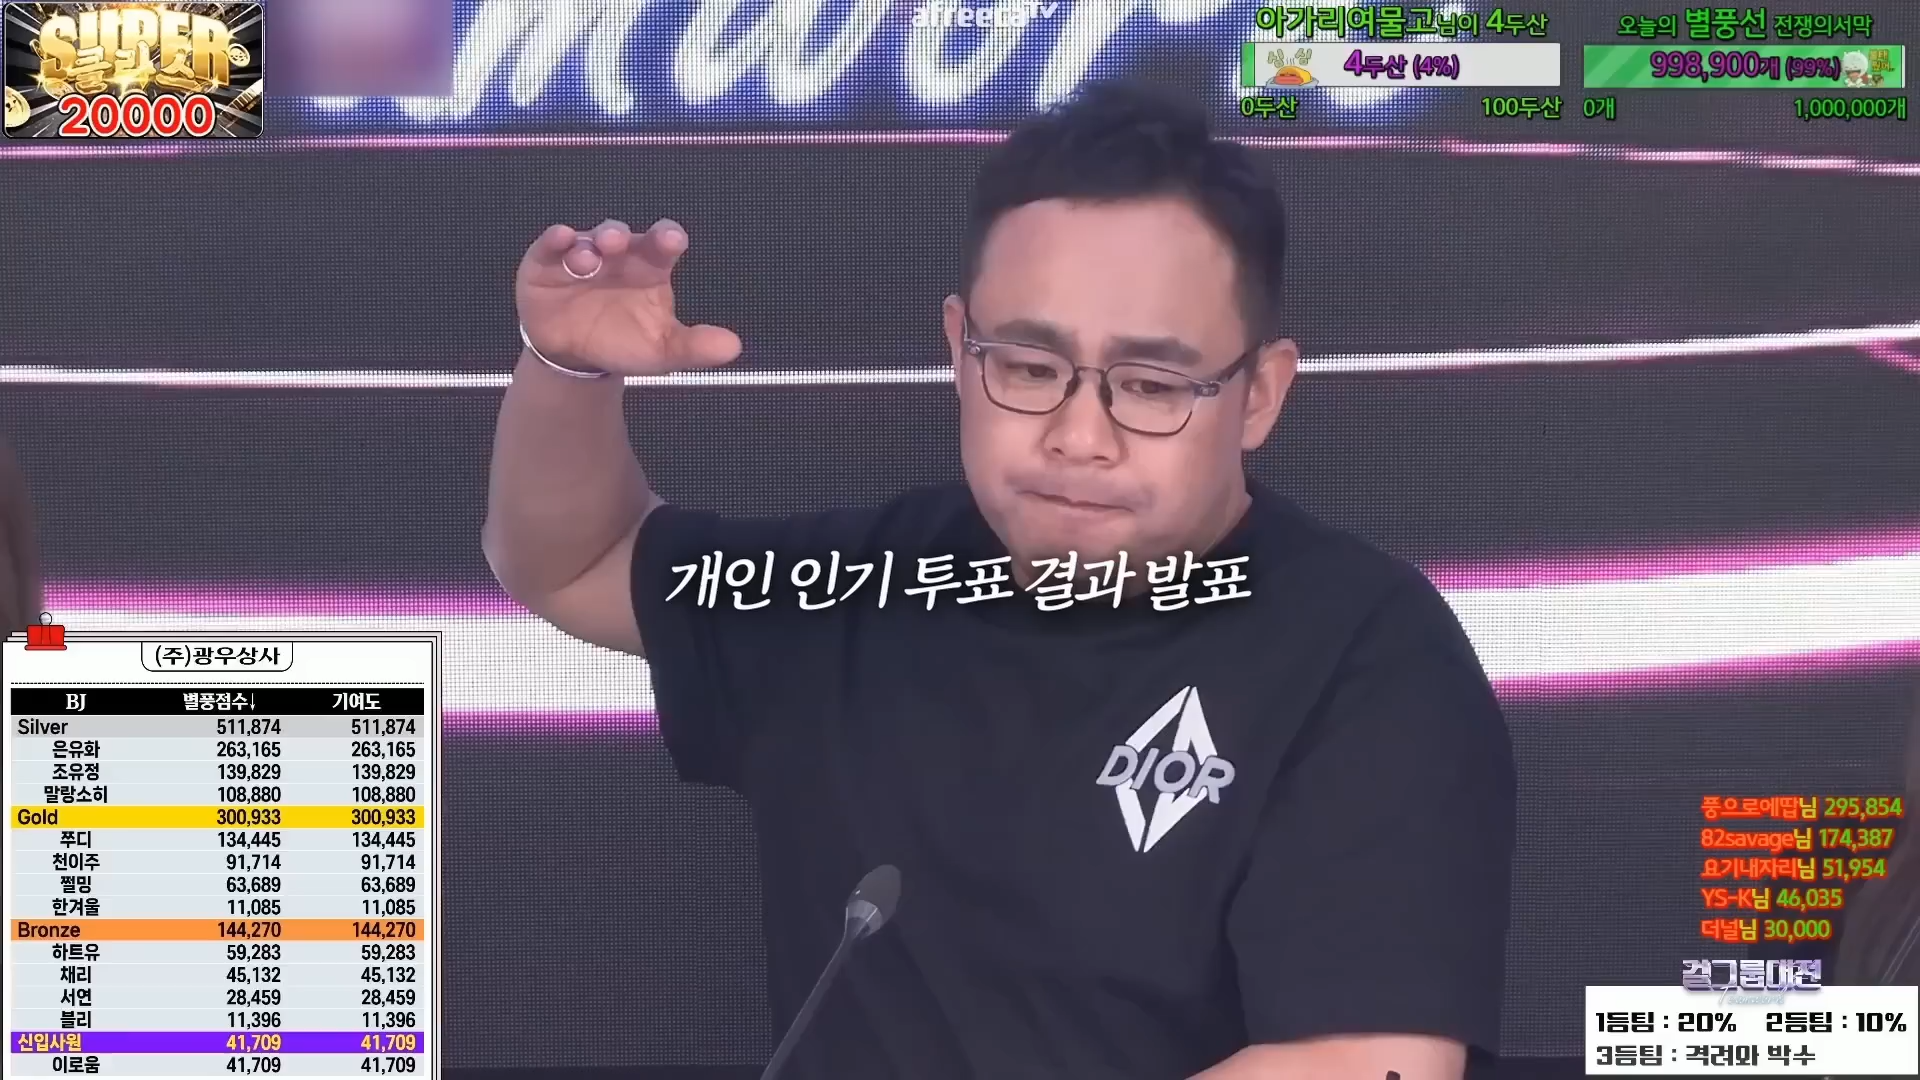 afreecaTV
SUPER
클라스
20000
아가리여물고님이 4두산
4두산 (4%)
0두산 100두산
오늘의 별풍선 전쟁의서막
998,900개 (99%)
0개 1,000,000개
개인 인기 투표 결과 발표
DIOR
(주)광우상사
BJ 별풍점수↓ 기여도
Silver 511,874 511,874
은유화 263,165 263,165
조유정 139,829 139,829
말랑소히 108,880 108,880
Gold 300,933 300,933
쭈디 134,445 134,445
천이주 91,714 91,714
쩔밍 63,689 63,689
한겨울 11,085 11,085
Bronze 144,270 144,270
하트유 59,283 59,283
채리 45,132 45,132
서연 28,459 28,459
블리 11,396 11,396
신입사원 41,709 41,709
이로움 41,709 41,709
풍으로에땁님 295,854
82savage님 174,387
요기내자리님 51,954
YS-K님 46,035
더널님 30,000
걸그룹대전
1등팀 : 20% 2등팀 : 10%
3등팀 : 격려와 박수